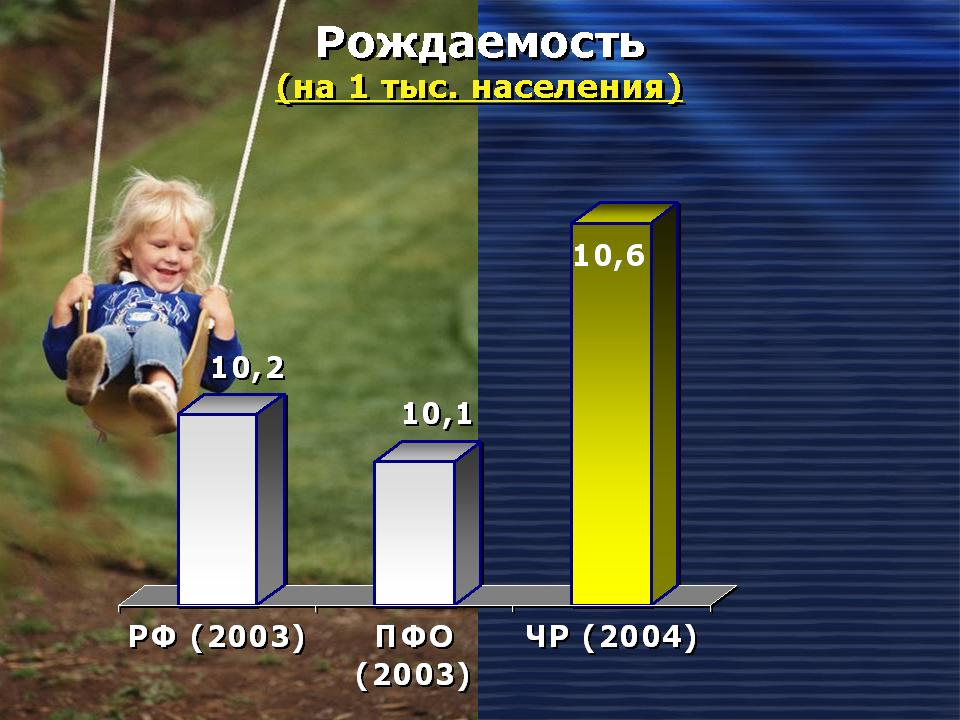 Рождаемость
(на 1 тыс. населения)
10,6
10,2
10,1
РФ (2003)
ПФО
(2003)
ЧР (2004)